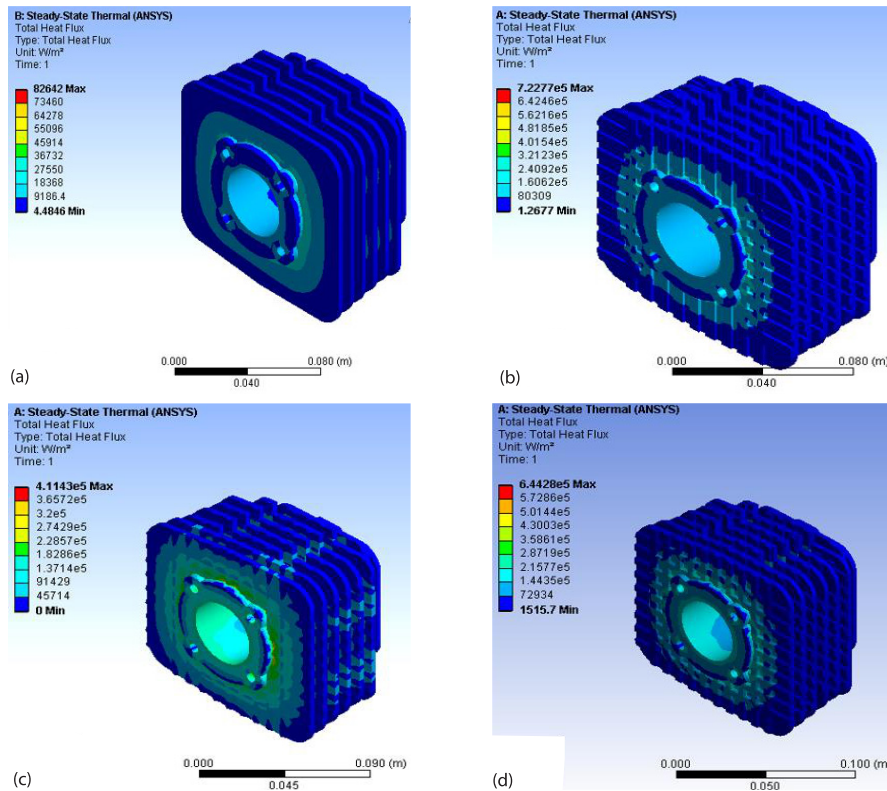 B: Steady-State Thermal (ANSYS)
Total Heat Flux
Type: Total Heat Flux
Unit: W/m²
Time: 1
82642 Max
73460
64278
55096
45914
36732
27550
18368
9186.4
4.4846 Min
0.000
0.080 (m)
0.040
(a)
A: Steady-State Thermal (ANSYS)
Total Heat Flux
Type: Total Heat Flux
Unit: W/m²
Time: 1
7.2277e5 Max
6.4246e5
5.6216e5
4.8185e5
4.0154e5
3.2123e5
2.4092e5
1.6062e5
80309
1.2677 Min
0.000
0.080 (m)
0.040
(b)
A: Steady-State Thermal (ANSYS)
Total Heat Flux
Type: Total Heat Flux
Unit: W/m²
Time: 1
4.1143e5 Max
3.6572e5
3.2e5
2.7429e5
2.2857e5
1.8286e5
1.3714e5
91429
45714
0 Min
0.000
0.090 (m)
0.045
(c)
A: Steady-State Thermal (ANSYS)
Total Heat Flux
Type: Total Heat Flux
Unit: W/m²
Time: 1
6.4428e5 Max
5.7286e5
5.0144e5
4.3003e5
3.5861e5
2.8719e5
2.1577e5
1.4435e5
72934
1515.7 Min
0.000
0.100 (m)
0.050
(d)